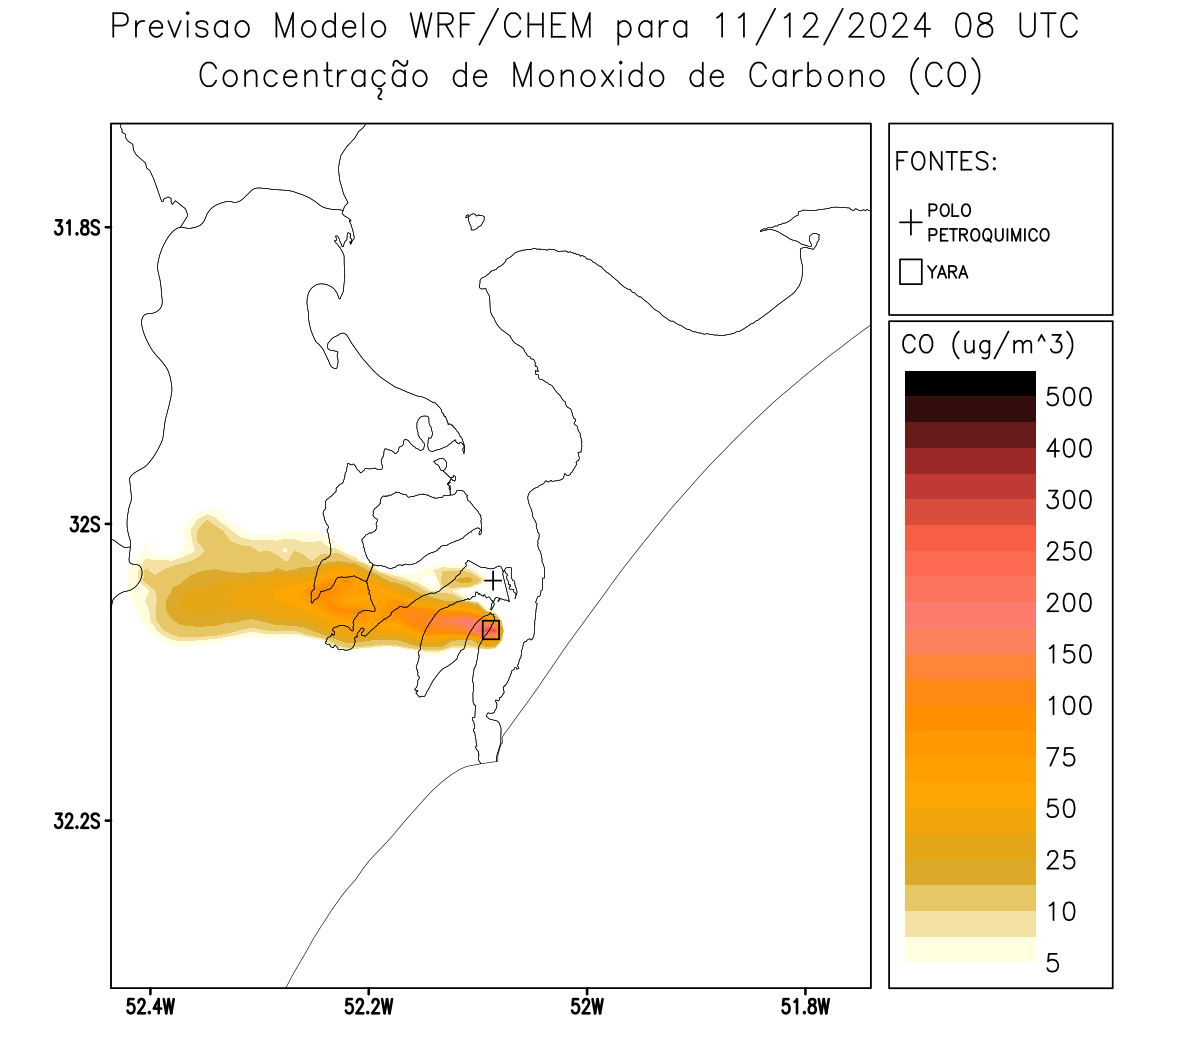 Previsao Modelo WRF/CHEM para 11/12/2024 08 UTC
Concentração de Monoxido de Carbono (CO)
FONTES:
POLO
PETROQUIMICO
YARA
CO (ug/m^3)
500
400
300
250
200
150
100
75
50
25
10
5
31.8S
32S
32.2S
52.4W
52.2W
52W
51.8W